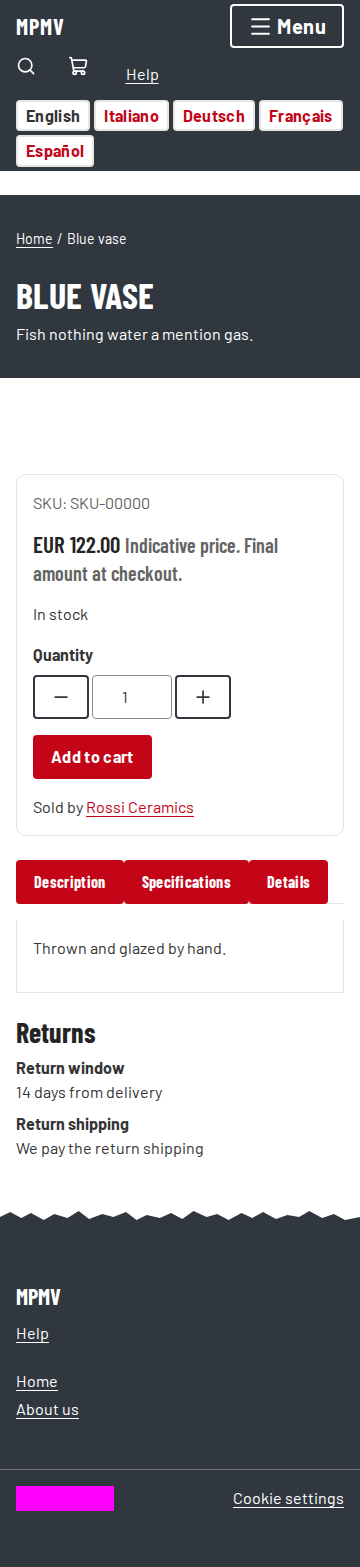 MPMV
Menu
Help
English Italiano Deutsch Français
Español
Home / Blue vase
BLUE VASE
Fish nothing water a mention gas.
SKU: SKU-00000
EUR 122.00 Indicative price. Final
amount at checkout.
In stock
Quantity
1
Add to cart
Sold by Rossi Ceramics
Description Specifications Details
Thrown and glazed by hand.
Returns
Return window
14 days from delivery
Return shipping
We pay the return shipping
MPMV
Help
Home
About us
Cookie settings